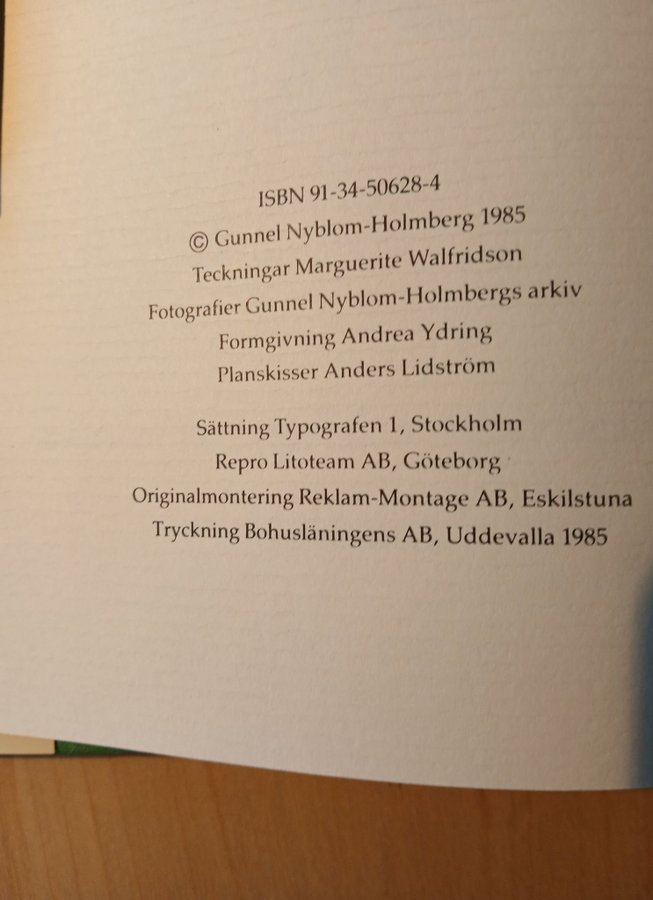 ISBN 91-34-50628-4
© Gunnel Nyblom-Holmberg 1985
Teckningar Marguerite Walfridson
Fotografier Gunnel Nyblom-Holmbergs arkiv
Formgivning Andrea Ydring
Planskisser Anders Lidström
Sättning Typografen 1, Stockholm
Repro Litoteam AB, Göteborg
Originalmontering Reklam-Montage AB, Eskilstuna
Tryckning Bohusläningens AB, Uddevalla 1985